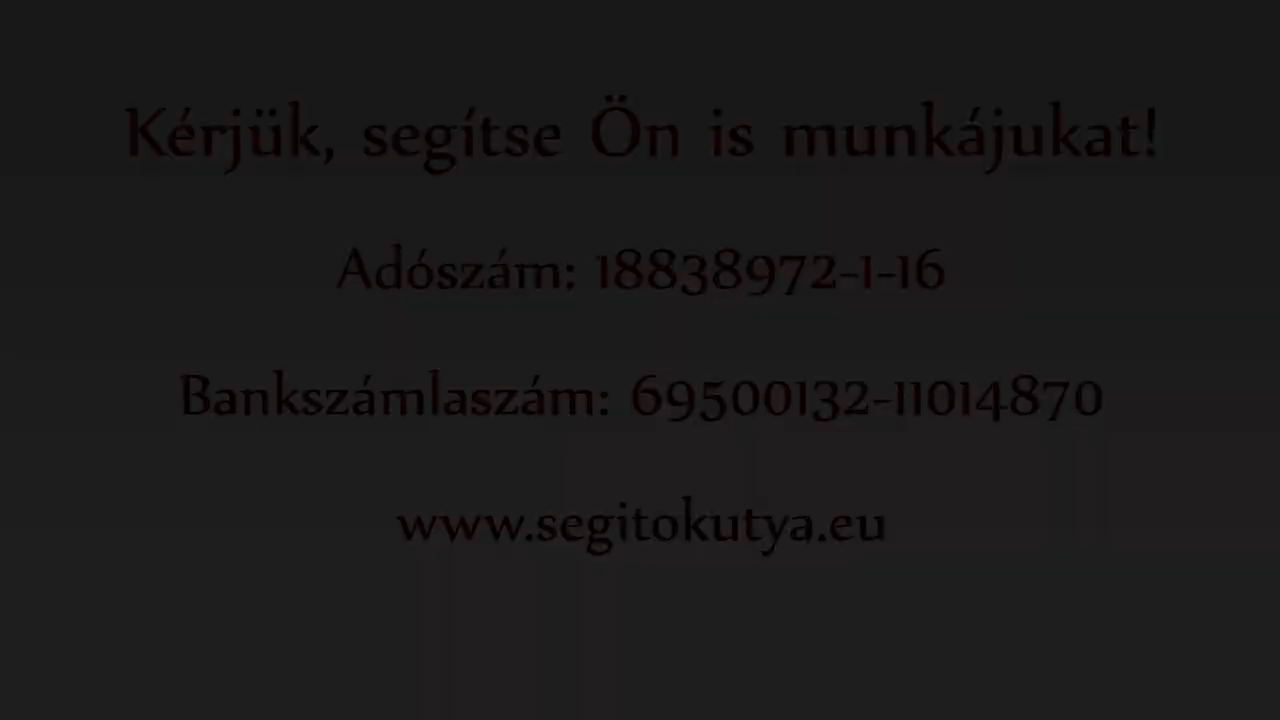 Kérjük, segítse Ön is munkájukat!
Adószám: 18838972-1-16
Bankszámlaszám: 69500132-11014870
www.segitokutya.eu